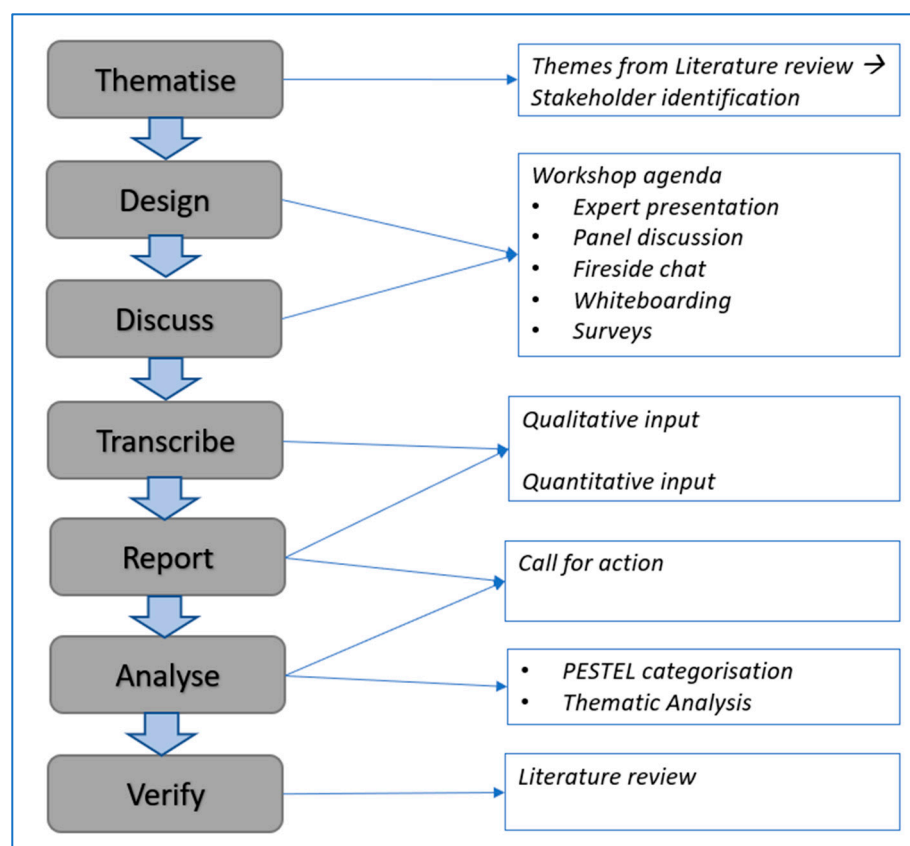 Thematise
Themes from Literature review →
Stakeholder identification
Design
Workshop agenda
• Expert presentation
• Panel discussion
• Fireside chat
• Whiteboarding
• Surveys
Discuss
Transcribe
Qualitative input
Quantitative input
Report
Call for action
Analyse
• PESTEL categorisation
• Thematic Analysis
Verify
Literature review